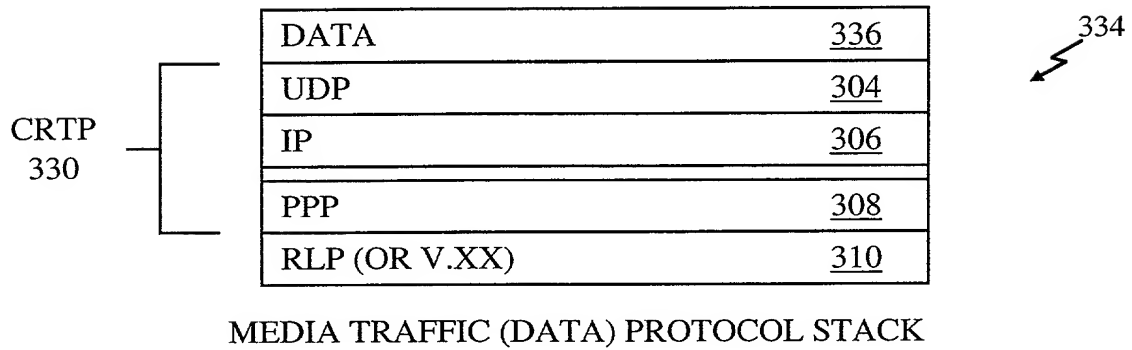 DATA 336
334
UDP 304
CRTP
330
IP 306
PPP 308
RLP (OR V.XX) 310
MEDIA TRAFFIC (DATA) PROTOCOL STACK